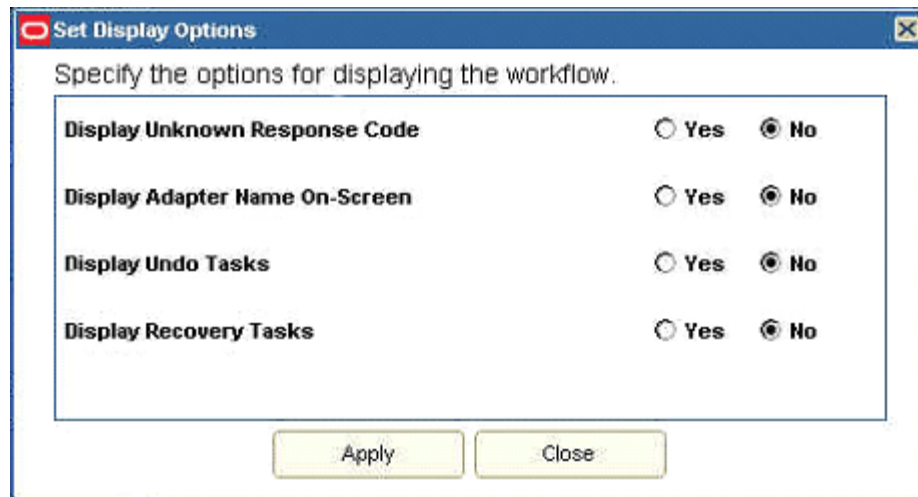 Set Display Options
Specify the options for displaying the workflow.
Display Unknown Response Code Yes No
Display Adapter Name On-Screen Yes No
Display Undo Tasks Yes No
Display Recovery Tasks Yes No
Apply Close